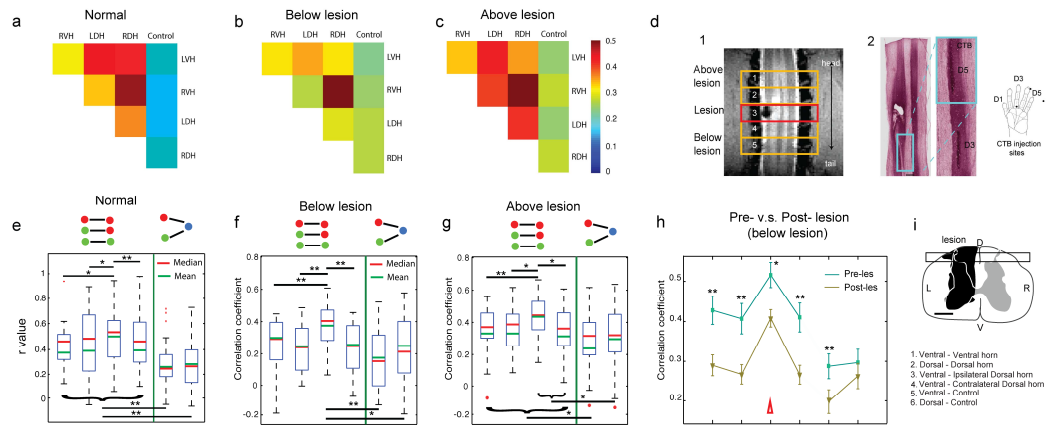 a
Normal
RVH
LDH
RDH
Control
LVH
RVH
LDH
RDH
b
Below lesion
RVH
LDH
RDH
Control
LVH
RVH
LDH
RDH
c
Above lesion
RVH
LDH
RDH
Control
LVH
RVH
LDH
RDH
0.5
0.4
0.3
0.2
0.1
0
d
1
Above
lesion
Lesion
Below
lesion
1
2
3
4
5
head
tail
2
CTB
D5
D3
D3
D1
D5
CTB injection
sites
e
Normal
r value
1
0.8
0.6
0.4
0.2
0
Median
Mean
*
*
**
**
**
f
Below lesion
Correlation coefficient
0.8
0.6
0.4
0.2
0
-0.2
Median
Mean
**
**
**
**
*
g
Above lesion
Correlation coefficient
0.8
0.6
0.4
0.2
0
-0.2
Median
Mean
**
*
*
*
*
h
Pre- v.s. Post- lesion
(below lesion)
Correlation coefficient
0.5
0.4
0.3
0.2
Pre-les
Post-les
**
**
*
**
**
i
lesion
D
L
R
V
1. Ventral - Ventral horn
2. Dorsal - Dorsal horn
3. Ventral - Ipsilateral Dorsal horn
4. Ventral - Contralateral Dorsal horn
5. Ventral - Control
6. Dorsal - Control